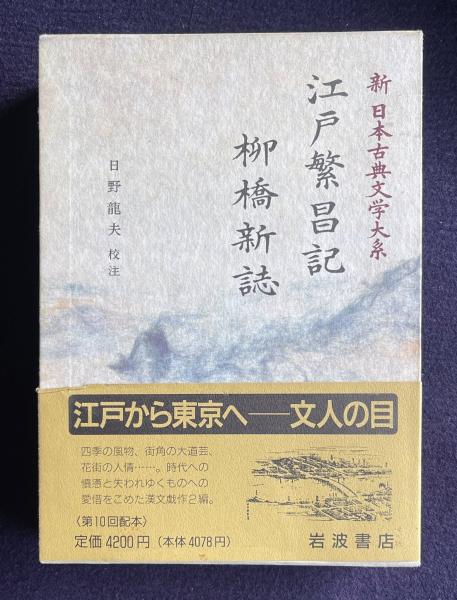 新 日本古典文学大系
江戸繁昌記
柳橋新誌
日野龍夫 校注
江戸から東京へ──文人の目
四季の風物、街角の大道芸、
花街の人情……。時代への
憤懣と失われゆくものへの
愛惜をこめた漢文戯作2編。
〈第10回配本〉
定価 4200円（本体 4078円）
岩波書店